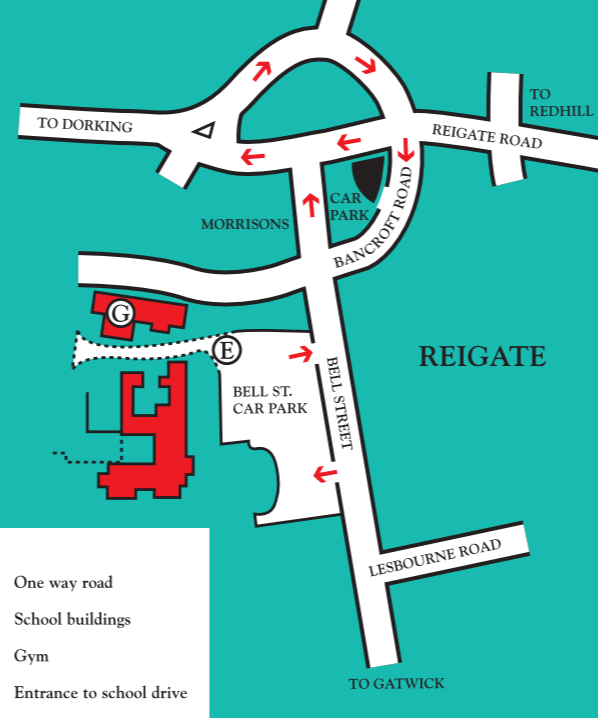 TO DORKING
TO
REDHILL
REIGATE ROAD
CAR
PARK
BANCROFT ROAD
MORRISONS
G
E
REIGATE
BELL ST.
CAR PARK
BELL STREET
LESBOURNE ROAD
One way road
School buildings
Gym
Entrance to school drive
TO GATWICK